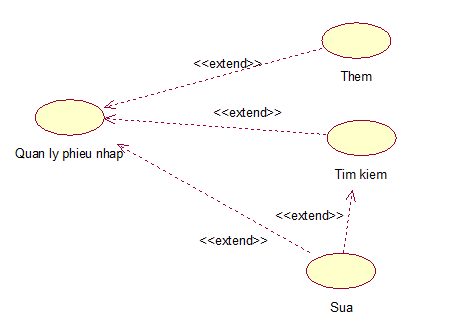 <<extend>>
Them
<<extend>>
Quan ly phieu nhap
Tim kiem
<<extend>>
<<extend>>
Sua